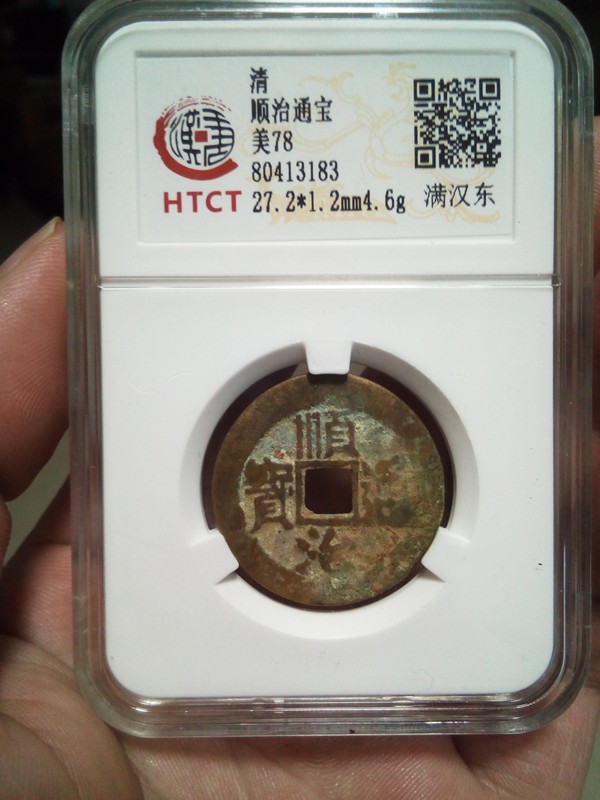 清
顺治通宝
美78
80413183
27.2*1.2mm4.6g
满汉东
HTCT
順
治
通
寶